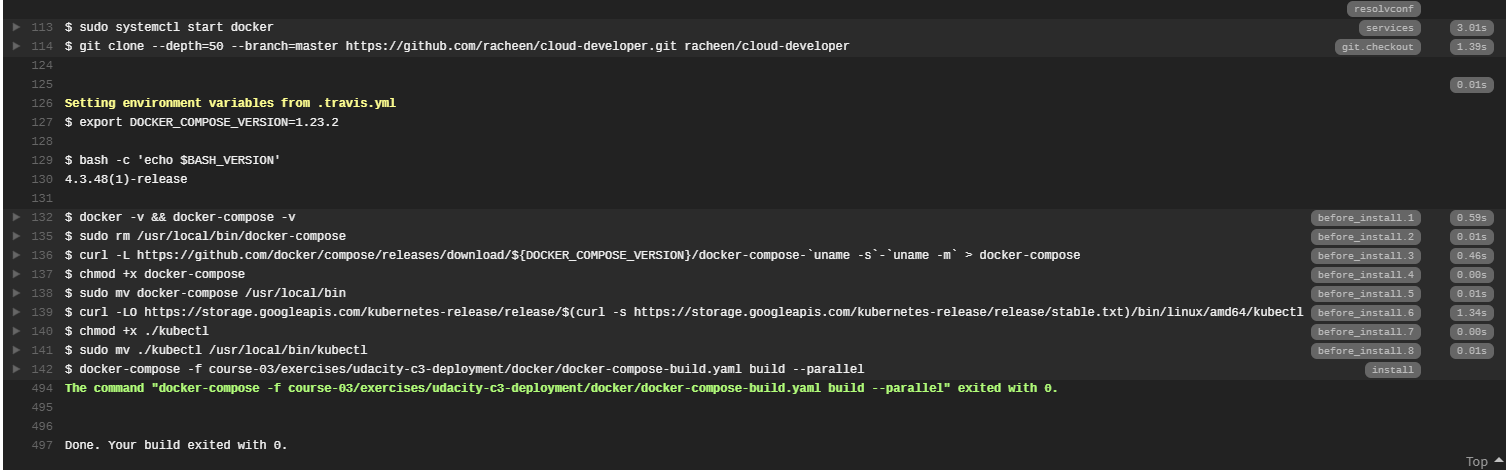 resolvconf
113 $ sudo systemctl start docker services 3.01s
114 $ git clone --depth=50 --branch=master https://github.com/racheen/cloud-developer.git racheen/cloud-developer git.checkout 1.39s
124
125 0.01s
126 Setting environment variables from .travis.yml
127 $ export DOCKER_COMPOSE_VERSION=1.23.2
128
129 $ bash -c 'echo $BASH_VERSION'
130 4.3.48(1)-release
131
132 $ docker -v && docker-compose -v before_install.1 0.59s
135 $ sudo rm /usr/local/bin/docker-compose before_install.2 0.01s
136 $ curl -L https://github.com/docker/compose/releases/download/${DOCKER_COMPOSE_VERSION}/docker-compose-`uname -s`-`uname -m` > docker-compose before_install.3 0.46s
137 $ chmod +x docker-compose before_install.4 0.00s
138 $ sudo mv docker-compose /usr/local/bin before_install.5 0.01s
139 $ curl -LO https://storage.googleapis.com/kubernetes-release/release/$(curl -s https://storage.googleapis.com/kubernetes-release/release/stable.txt)/bin/linux/amd64/kubectl before_install.6 1.34s
140 $ chmod +x ./kubectl before_install.7 0.00s
141 $ sudo mv ./kubectl /usr/local/bin/kubectl before_install.8 0.01s
142 $ docker-compose -f course-03/exercises/udacity-c3-deployment/docker/docker-compose-build.yaml build --parallel install
494 The command "docker-compose -f course-03/exercises/udacity-c3-deployment/docker/docker-compose-build.yaml build --parallel" exited with 0.
495
496
497 Done. Your build exited with 0.
Top